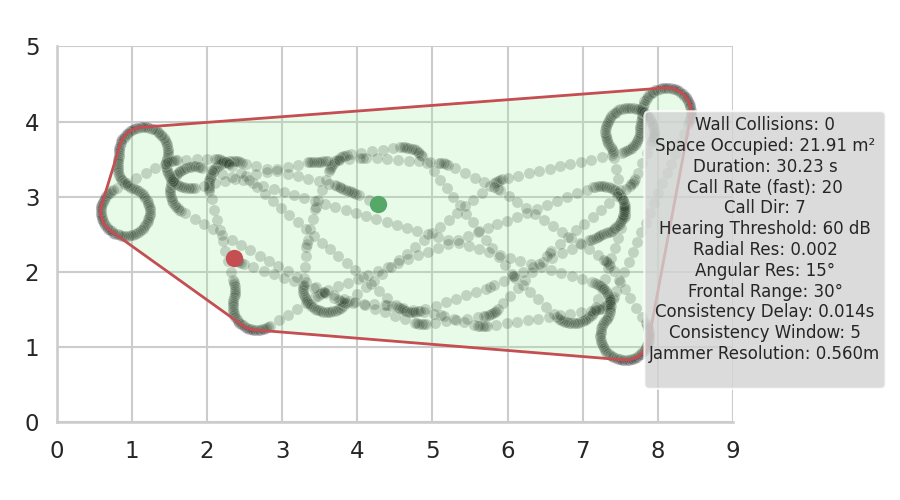 5
4
3
2
1
0
0 1 2 3 4 5 6 7 8 9
Wall Collisions: 0
Space Occupied: 21.91 m²
Duration: 30.23 s
Call Rate (fast): 20
Call Dir: 7
Hearing Threshold: 60 dB
Radial Res: 0.002
Angular Res: 15°
Frontal Range: 30°
Consistency Delay: 0.014s
Consistency Window: 5
Jammer Resolution: 0.560m